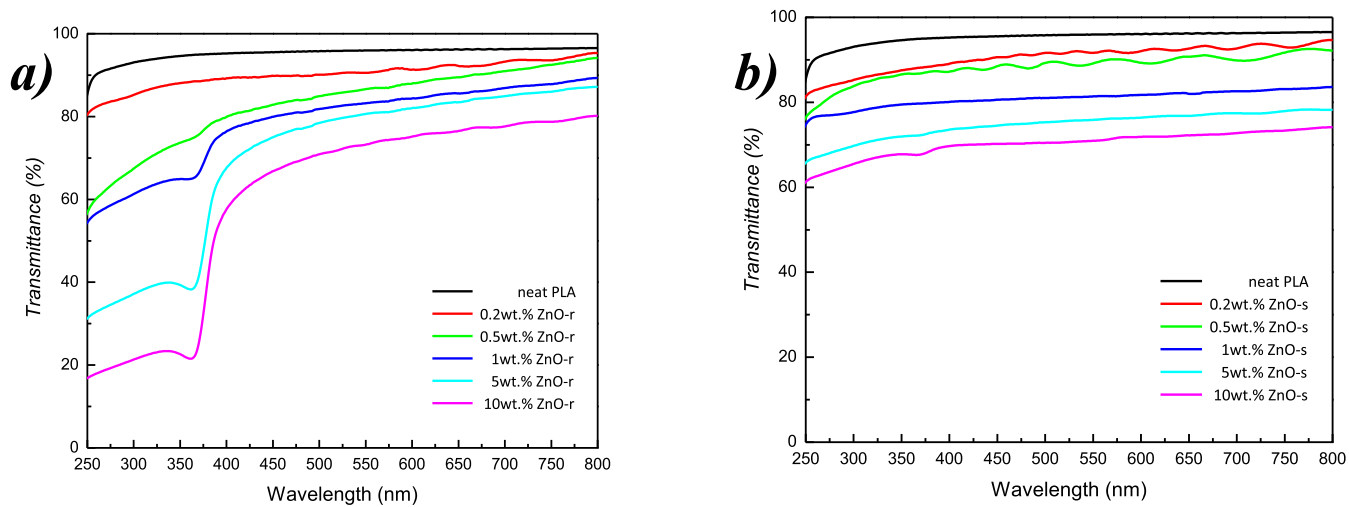 a)
Transmittance (%)
100
80
60
40
20
0
250 300 350 400 450 500 550 600 650 700 750 800
Wavelength (nm)
neat PLA
0.2wt.% ZnO-r
0.5wt.% ZnO-r
1wt.% ZnO-r
5wt.% ZnO-r
10wt.% ZnO-r
b)
Transmittance (%)
100
80
60
40
20
0
250 300 350 400 450 500 550 600 650 700 750 800
Wavelength (nm)
neat PLA
0.2wt.% ZnO-s
0.5wt.% ZnO-s
1wt.% ZnO-s
5wt.% ZnO-s
10wt.% ZnO-s